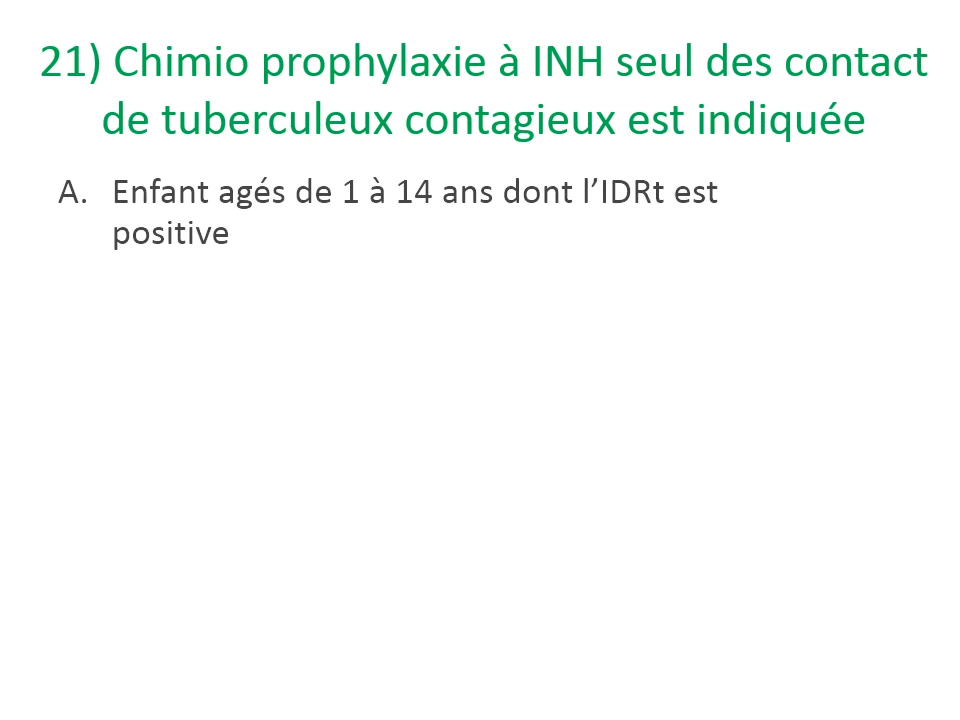 21) Chimio prophylaxie à INH seul des contact
de tuberculeux contagieux est indiquée
A. Enfant agés de 1 à 14 ans dont l’IDRt est
positive